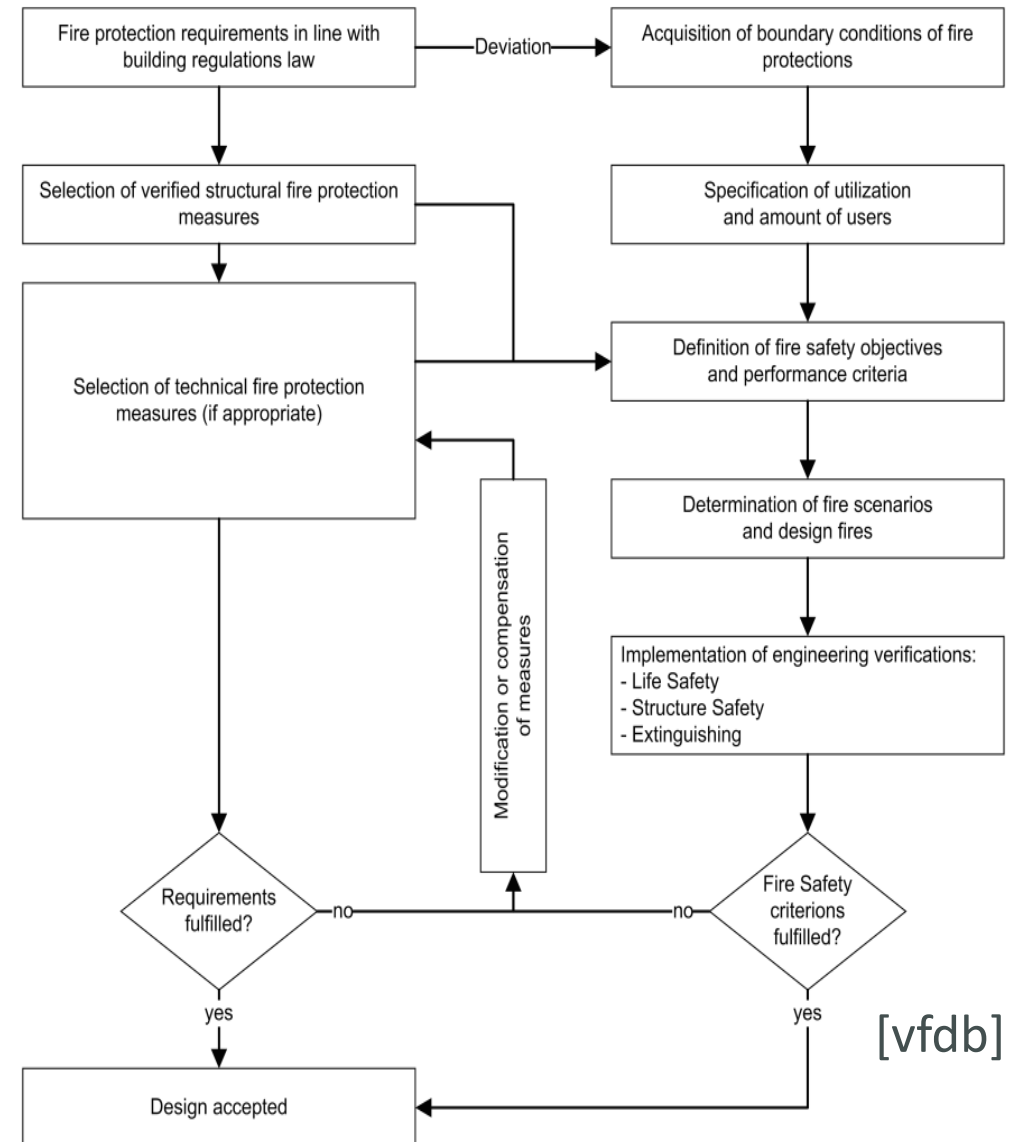 Fire protection requirements in line with
building regulations law
Deviation
Acquisition of boundary conditions of fire
protections
Selection of verified structural fire protection
measures
Specification of utilization
and amount of users
Selection of technical fire protection
measures (if appropriate)
Definition of fire safety objectives
and performance criteria
Determination of fire scenarios
and design fires
Modification or compensation
of measures
Implementation of engineering verifications:
- Life Safety
- Structure Safety
- Extinguishing
Requirements
fulfilled?
no
no
Fire Safety
criterions
fulfilled?
yes
yes
[vfdb]
Design accepted